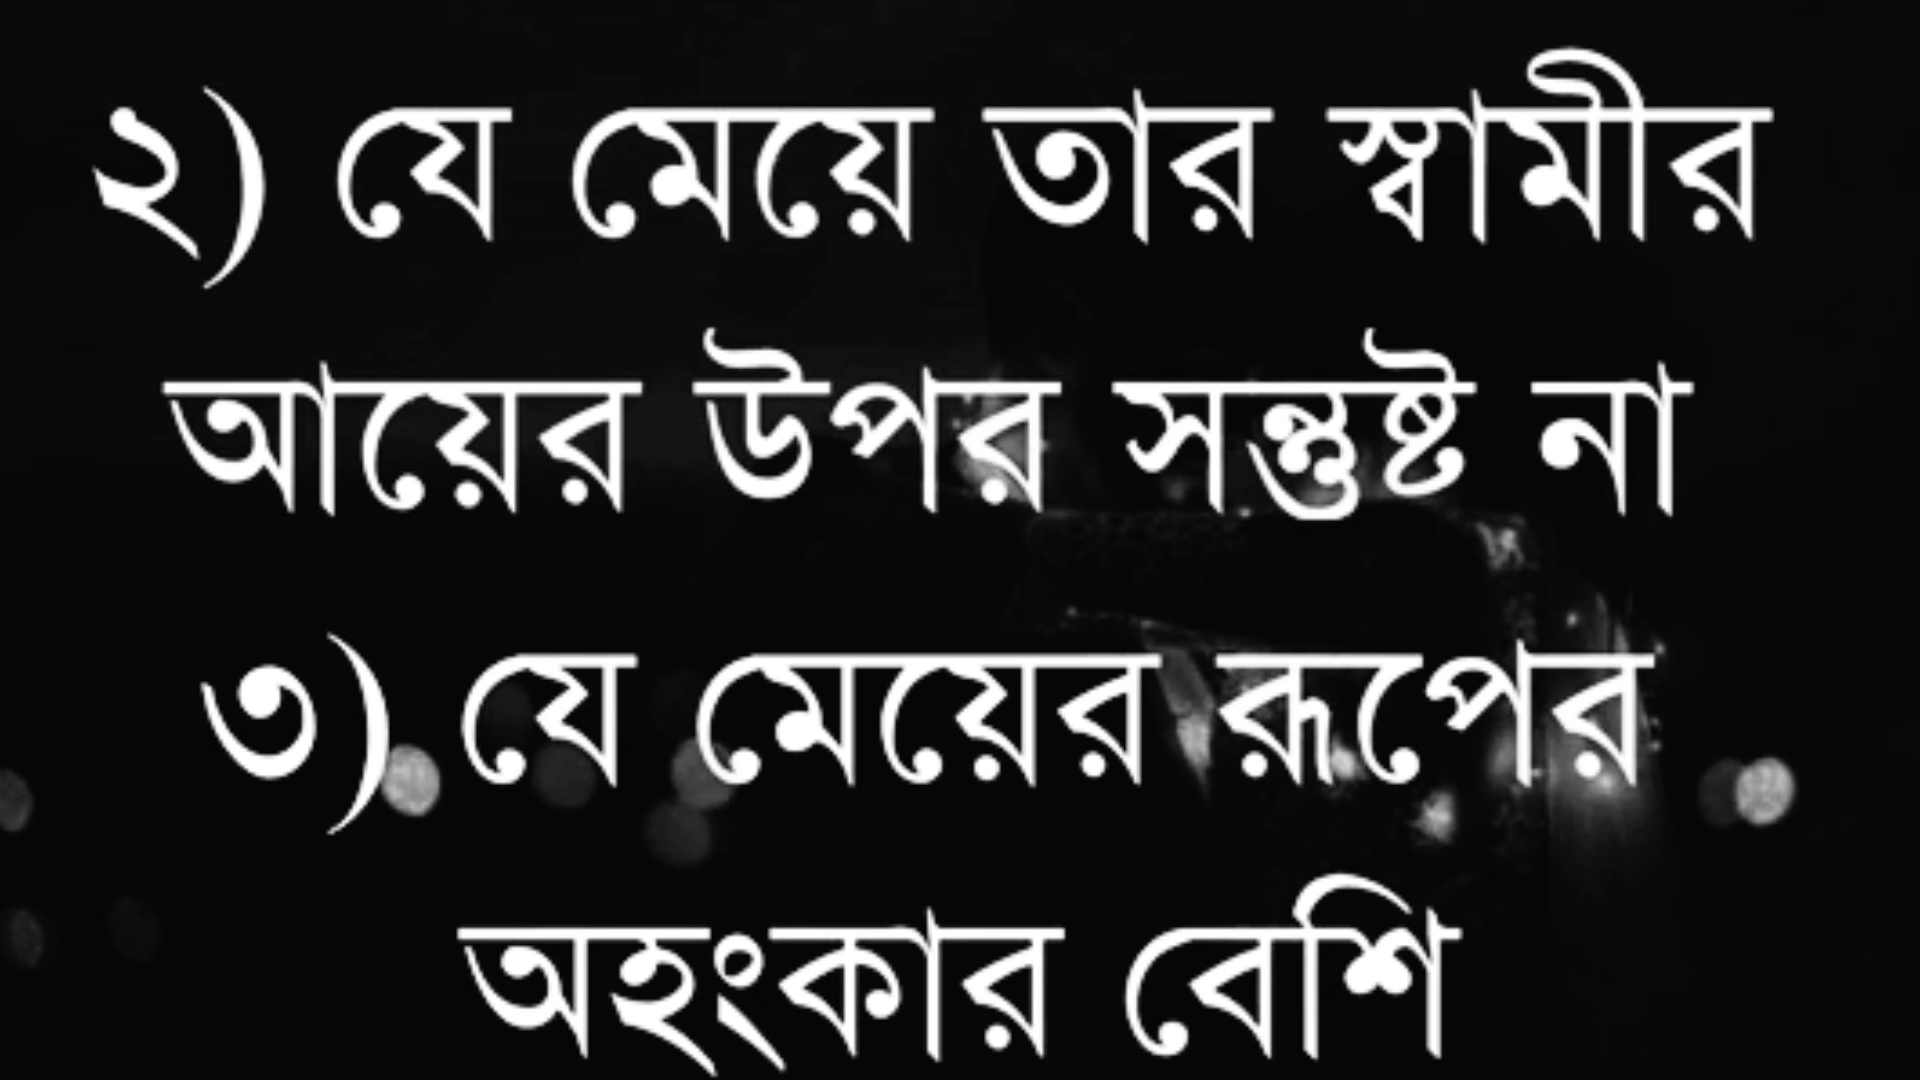 ২) যে মেয়ে তার স্বামীর
আয়ের উপর সন্তুষ্ট না
৩) যে মেয়ের রূপের
অহংকার বেশি